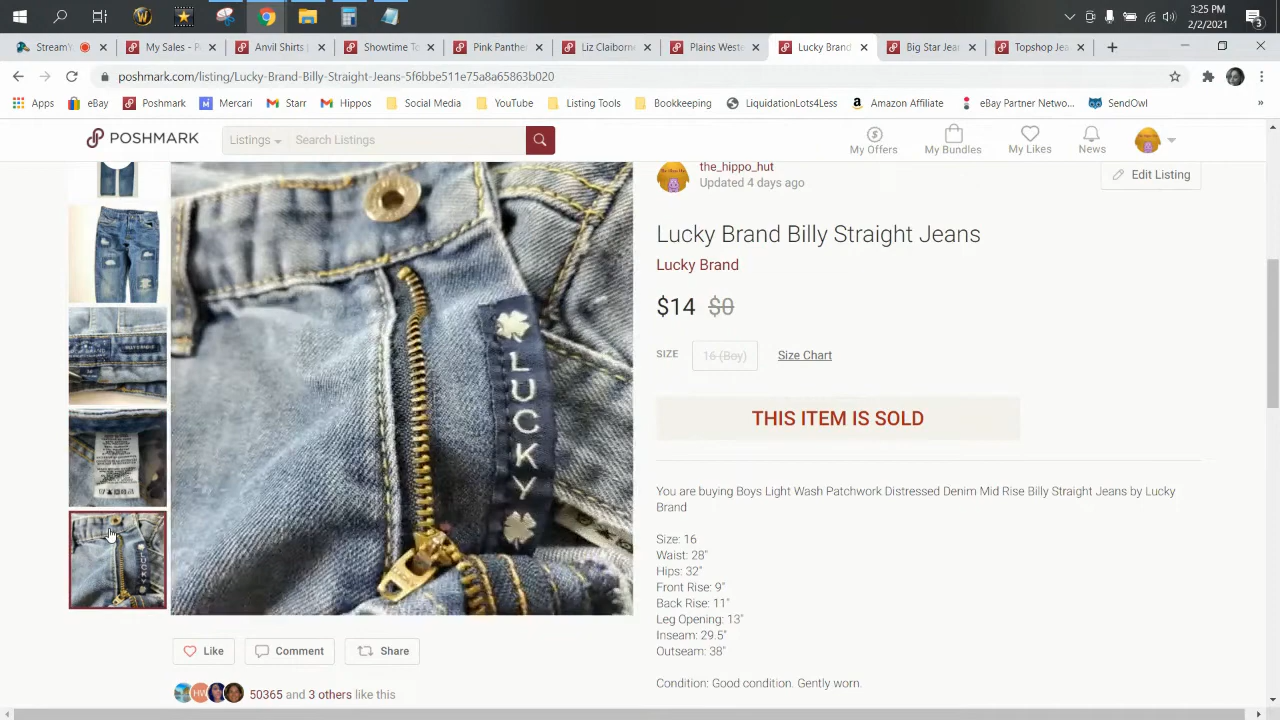 3:25 PM
2/2/2021
3
StreamY
My Sales - P
Anvil Shirts |
Showtime To
Pink Panther
Liz Claiborne
Plains Weste
Lucky Brand
Big Star Jean
Topshop Jea
poshmark.com/listing/Lucky-Brand-Billy-Straight-Jeans-5f6bbe511e75a8a65863b020
Apps eBay Poshmark Mercari Starr Hippos Social Media YouTube Listing Tools Bookkeeping LiquidationLots4Less Amazon Affiliate eBay Partner Netwo... SendOwl »
POSHMARK
Listings
Search Listings
My Offers My Bundles My Likes News
the_hippo_hut
Updated 4 days ago
Edit Listing
Lucky Brand Billy Straight Jeans
Lucky Brand
$14 $0
SIZE 16 (Boy) Size Chart
THIS ITEM IS SOLD
You are buying Boys Light Wash Patchwork Distressed Denim Mid Rise Billy Straight Jeans by Lucky
Brand
Size: 16
Waist: 28"
Hips: 32"
Front Rise: 9"
Back Rise: 11"
Leg Opening: 13"
Inseam: 29.5"
Outseam: 38"
Condition: Good condition. Gently worn.
LUCKY
LUCKY
Like Comment Share
HW
50365 and 3 others like this